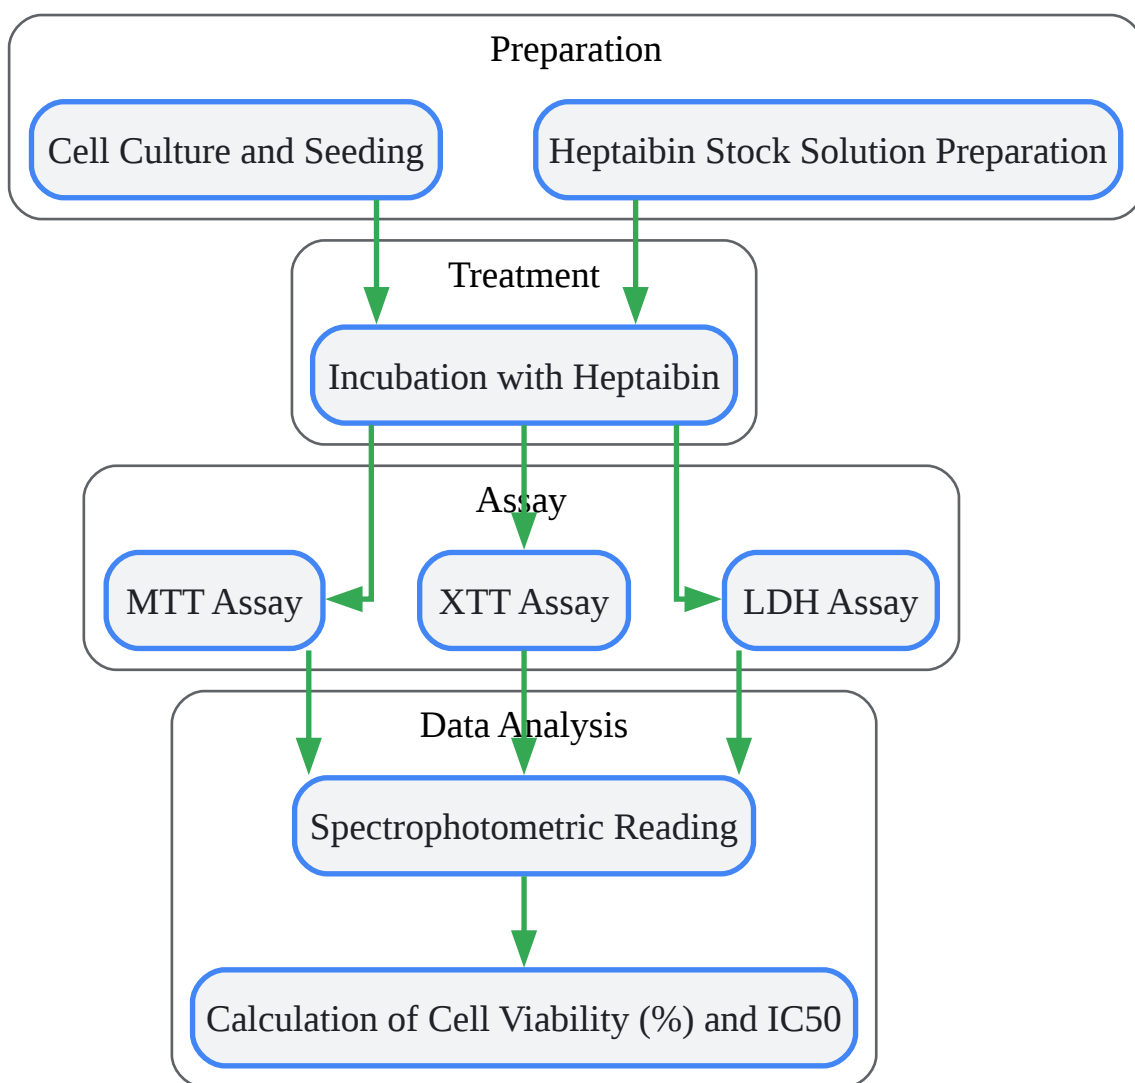 Preparation
Cell Culture and Seeding
Heptaibin Stock Solution Preparation
Treatment
Incubation with Heptaibin
Assay
MTT Assay
XTT Assay
LDH Assay
Data Analysis
Spectrophotometric Reading
Calculation of Cell Viability (%) and IC50